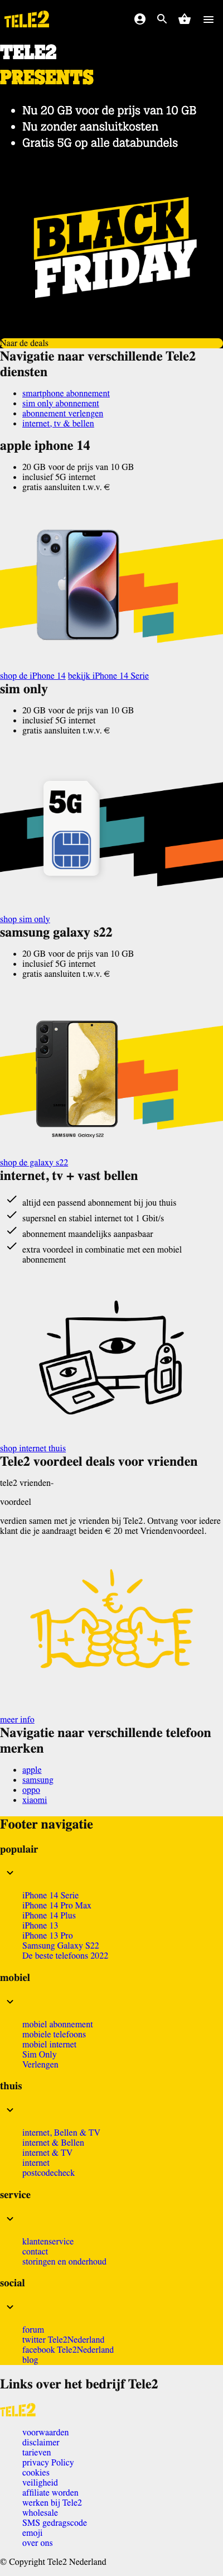 TELE2
TELE2
PRESENTS
Nu 20 GB voor de prijs van 10 GB
Nu zonder aansluitkosten
Gratis 5G op alle databundels
BLACK
FRIDAY
Naar de deals
Navigatie naar verschillende Tele2
diensten
smartphone abonnement
sim only abonnement
abonnement verlengen
internet, tv & bellen
apple iphone 14
20 GB voor de prijs van 10 GB
inclusief 5G internet
gratis aansluiten t.w.v. €
shop de iPhone 14 bekijk iPhone 14 Serie
sim only
20 GB voor de prijs van 10 GB
inclusief 5G internet
gratis aansluiten t.w.v. €
5G
shop sim only
samsung galaxy s22
20 GB voor de prijs van 10 GB
inclusief 5G internet
gratis aansluiten t.w.v. €
SAMSUNG Galaxy S22
shop de galaxy s22
internet, tv + vast bellen
altijd een passend abonnement bij jou thuis
supersnel en stabiel internet tot 1 Gbit/s
abonnement maandelijks aanpasbaar
extra voordeel in combinatie met een mobiel
abonnement
shop internet thuis
Tele2 voordeel deals voor vrienden
tele2 vrienden-
voordeel
verdien samen met je vrienden bij Tele2. Ontvang voor iedere
klant die je aandraagt beiden € 20 met Vriendenvoordeel.
€
meer info
Navigatie naar verschillende telefoon
merken
apple
samsung
oppo
xiaomi
Footer navigatie
populair
iPhone 14 Serie
iPhone 14 Pro Max
iPhone 14 Plus
iPhone 13
iPhone 13 Pro
Samsung Galaxy S22
De beste telefoons 2022
mobiel
mobiel abonnement
mobiele telefoons
mobiel internet
Sim Only
Verlengen
thuis
internet, Bellen & TV
internet & Bellen
internet & TV
internet
postcodecheck
service
klantenservice
contact
storingen en onderhoud
social
forum
twitter Tele2Nederland
facebook Tele2Nederland
blog
Links over het bedrijf Tele2
TELE2
voorwaarden
disclaimer
tarieven
privacy Policy
cookies
veiligheid
affiliate worden
werken bij Tele2
wholesale
SMS gedragscode
emoji
over ons
© Copyright Tele2 Nederland